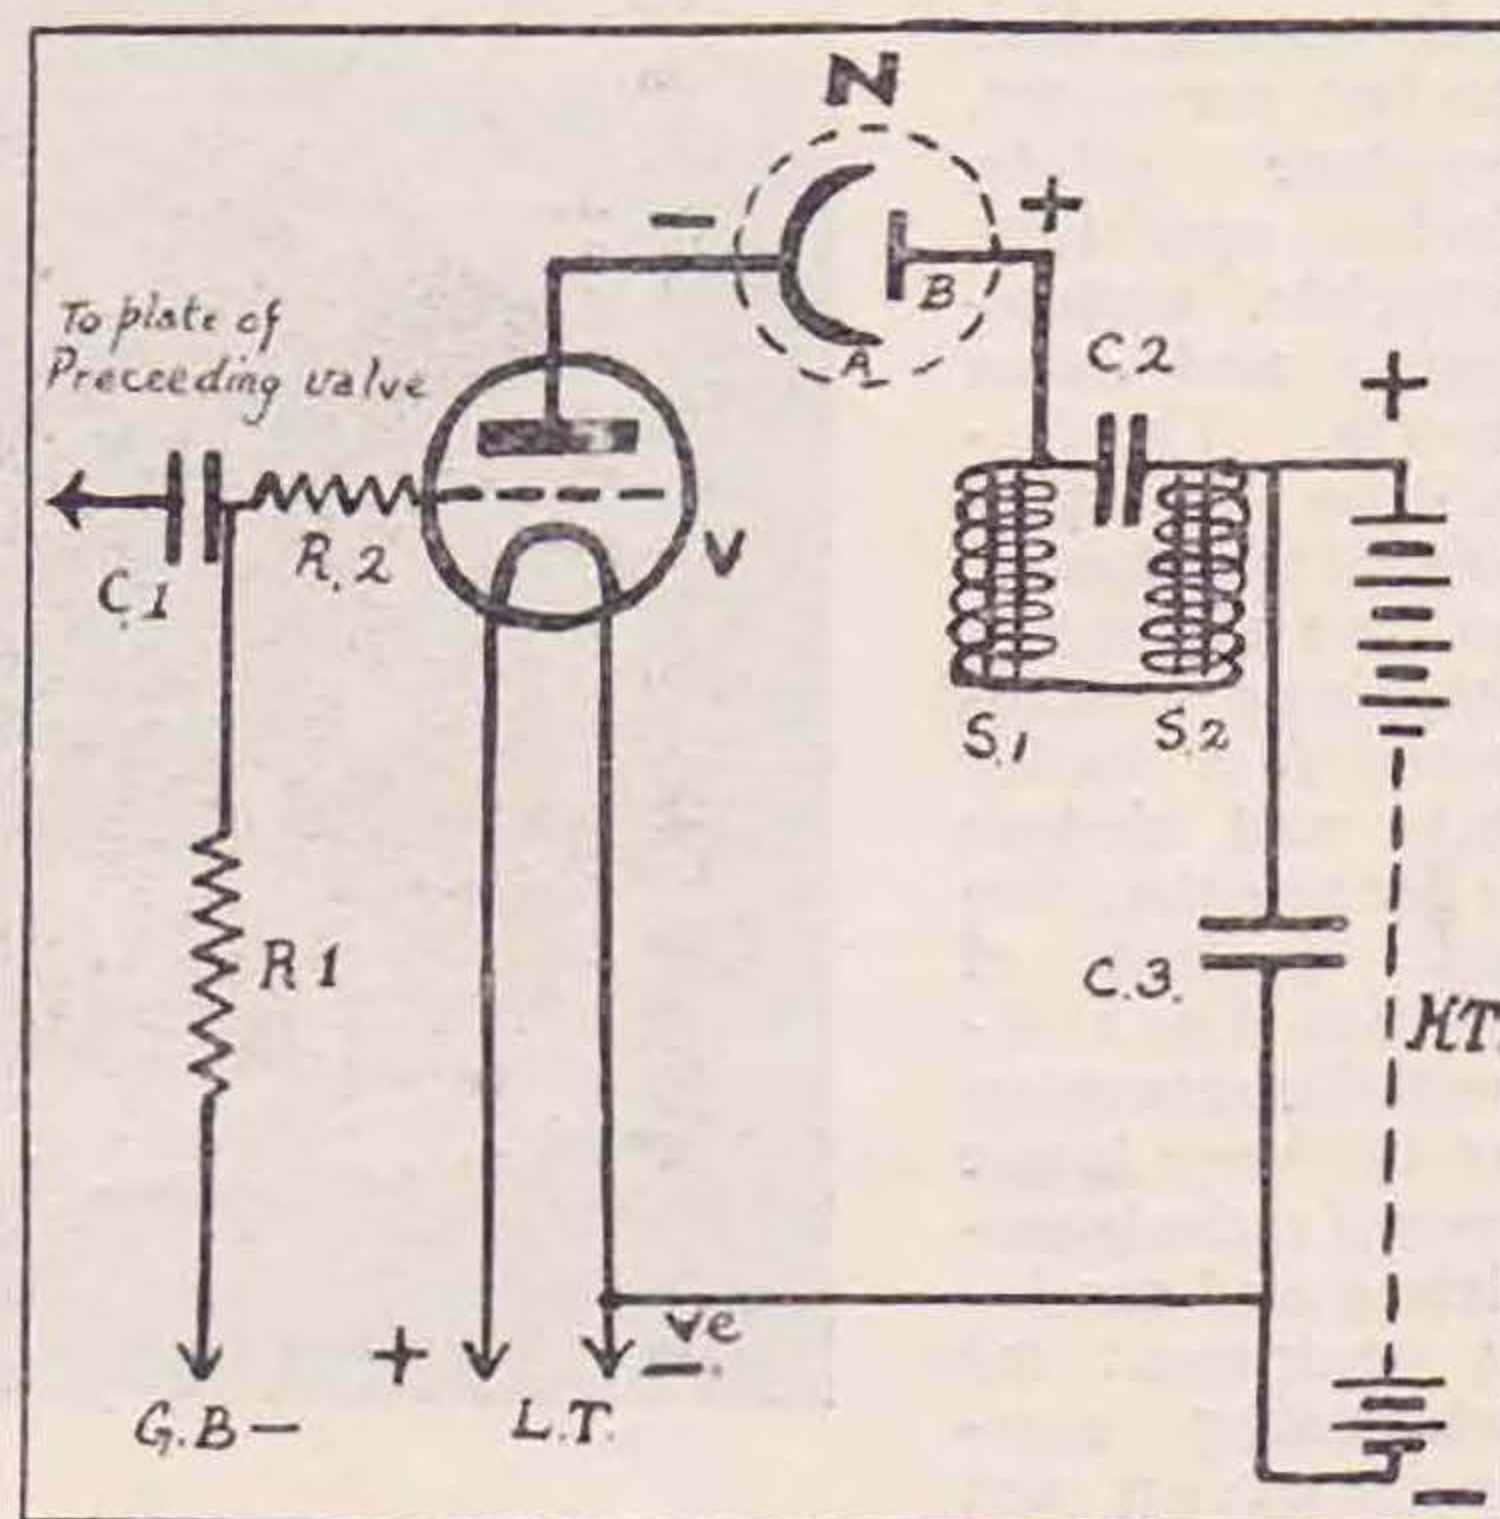 N
−
+
A
B
To plate of
Preceeding valve
C2
+
C.1
R.2
V
S.1
S.2
R1
C.3.
HT.
+
ve
−.
G.B−
L.T.
−